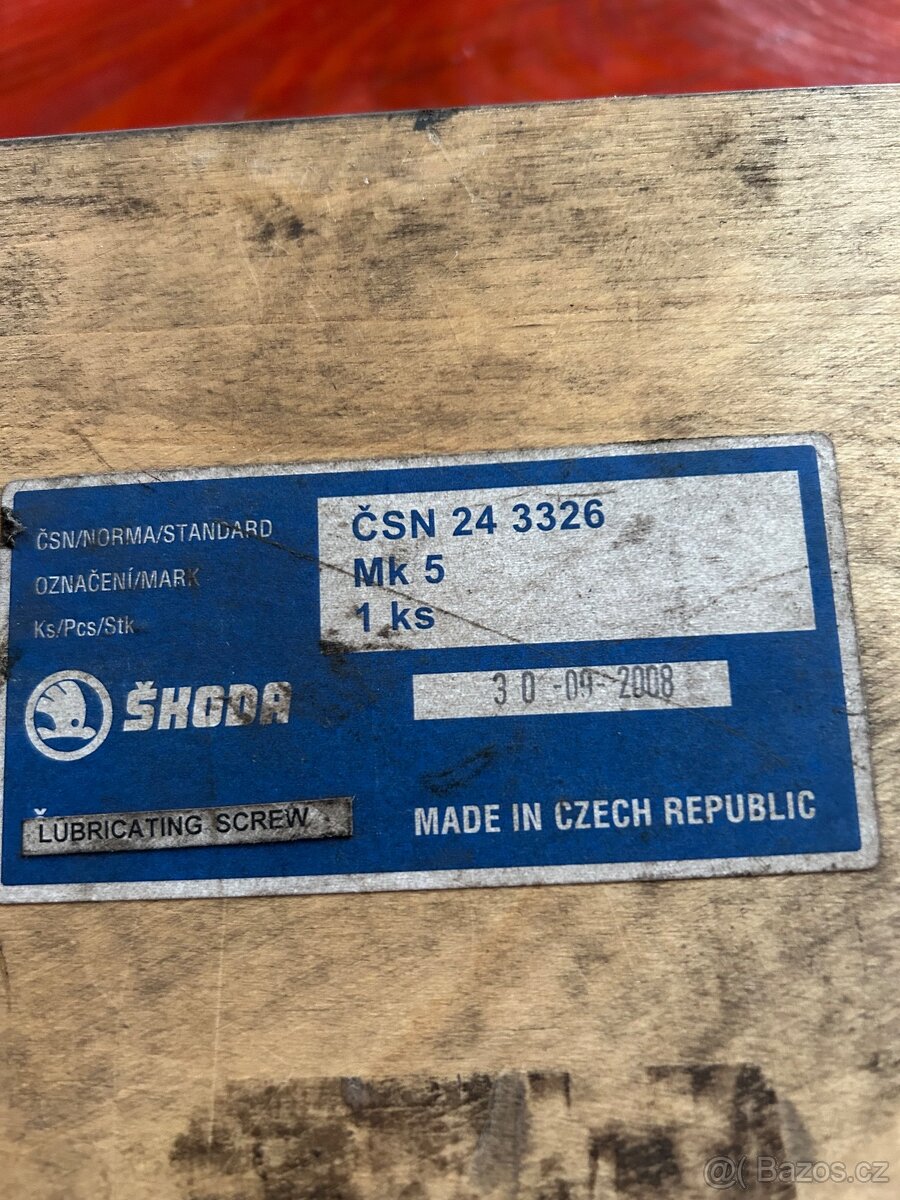 ČSN/NORMA/STANDARD ČSN 24 3326
OZNAČENÍ/MARK Mk 5
Ks/Pcs/Stk 1 ks
ŠKODA 30-09-2008
LUBRICATING SCREW MADE IN CZECH REPUBLIC
@( Bazos.cz